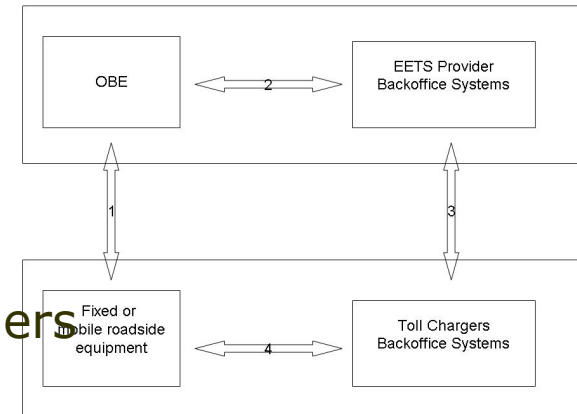 OBE
2
EETS Provider
Backoffice Systems
1
3
ers
Fixed or
mobile roadside
equipment
4
Toll Chargers
Backoffice Systems